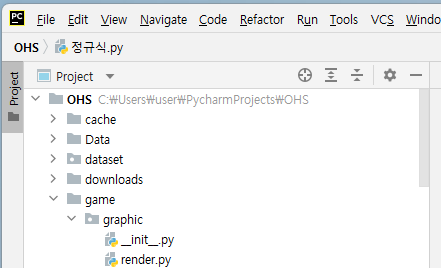 PC File Edit View Navigate Code Refactor Run Tools VCS Windo
OHS 정규식.py
Project
Project
OHS C:₩Users₩user₩PycharmProjects₩OHS
cache
Data
dataset
downloads
game
graphic
__init__.py
render.py